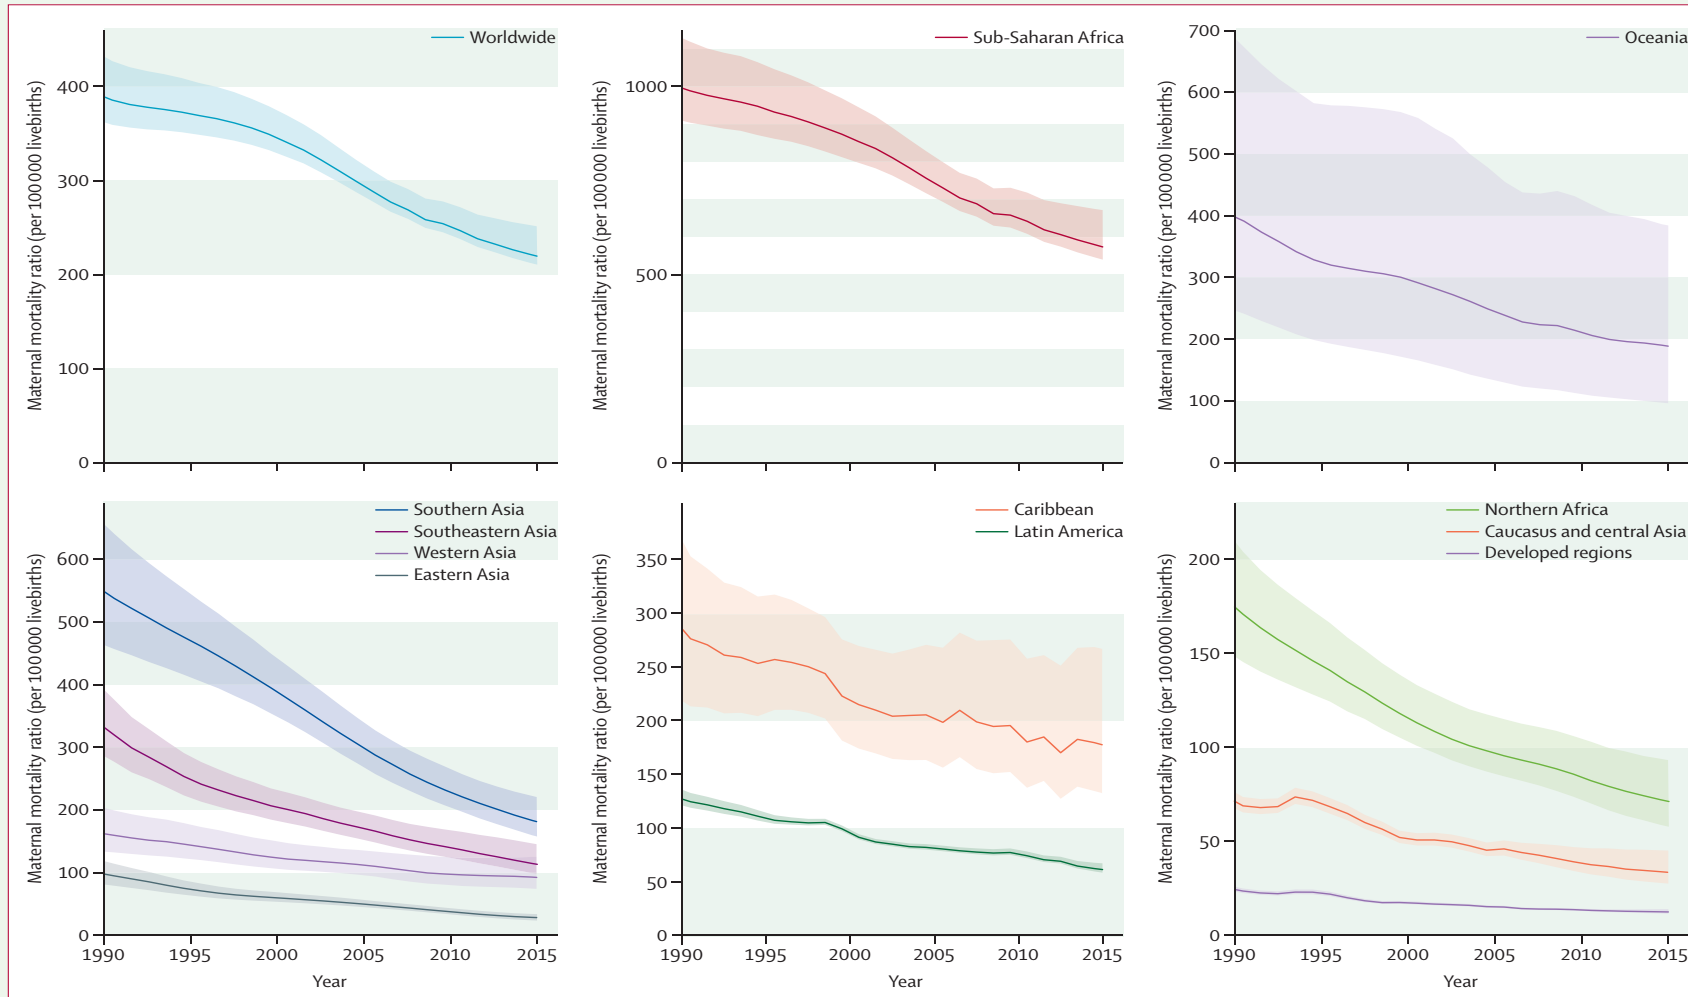 Worldwide
Maternal mortality ratio (per 100 000 livebirths)
400
300
200
100
0
Sub-Saharan Africa
Maternal mortality ratio (per 100 000 livebirths)
1000
500
0
Oceania
Maternal mortality ratio (per 100 000 livebirths)
700
600
500
400
300
200
100
0
Southern Asia
Southeastern Asia
Western Asia
Eastern Asia
Maternal mortality ratio (per 100 000 livebirths)
600
500
400
300
200
100
0
1990 1995 2000 2005 2010 2015
Year
Caribbean
Latin America
Maternal mortality ratio (per 100 000 livebirths)
350
300
250
200
150
100
50
0
1990 1995 2000 2005 2010 2015
Year
Northern Africa
Caucasus and central Asia
Developed regions
Maternal mortality ratio (per 100 000 livebirths)
200
150
100
50
0
1990 1995 2000 2005 2010 2015
Year